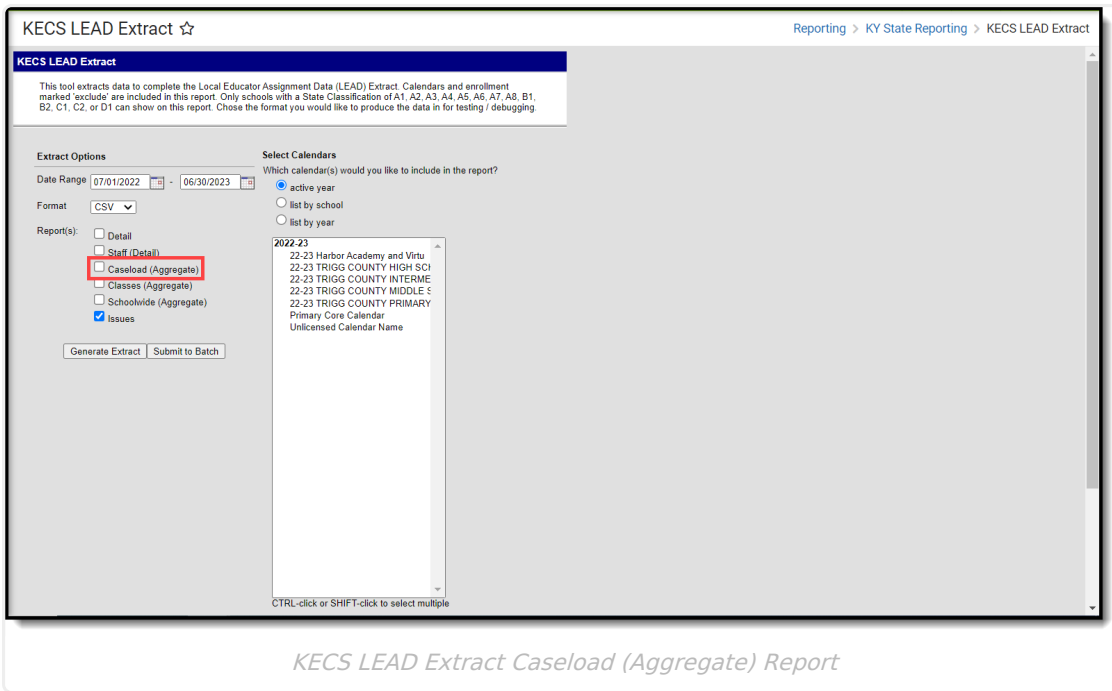 KECS LEAD Extract ☆
Reporting > KY State Reporting > KECS LEAD Extract
KECS LEAD Extract
This tool extracts data to complete the Local Educator Assignment Data (LEAD) Extract. Calendars and enrollment
marked 'exclude' are included in this report. Only schools with a State Classification of A1, A2, A3, A4, A5, A6, A7, A8, B1,
B2, C1, C2, or D1 can show on this report. Chose the format you would like to produce the data in for testing / debugging.
Extract Options
Date Range 07/01/2022 - 06/30/2023
Format CSV
Report(s):
Detail
Staff (Detail)
Caseload (Aggregate)
Classes (Aggregate)
Schoolwide (Aggregate)
Issues
Generate Extract Submit to Batch
Select Calendars
Which calendar(s) would you like to include in the report?
active year
list by school
list by year
2022-23
22-23 Harbor Academy and Virtu
22-23 TRIGG COUNTY HIGH SCH
22-23 TRIGG COUNTY INTERME
22-23 TRIGG COUNTY MIDDLE S
22-23 TRIGG COUNTY PRIMARY
Primary Core Calendar
Unlicensed Calendar Name
CTRL-click or SHIFT-click to select multiple
KECS LEAD Extract Caseload (Aggregate) Report